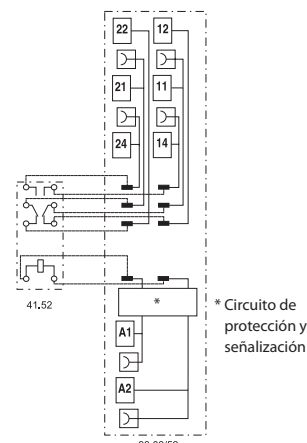 22 12
21 11
24 14
41.52
*
* Circuito de
protección y
señalización
A1
A2